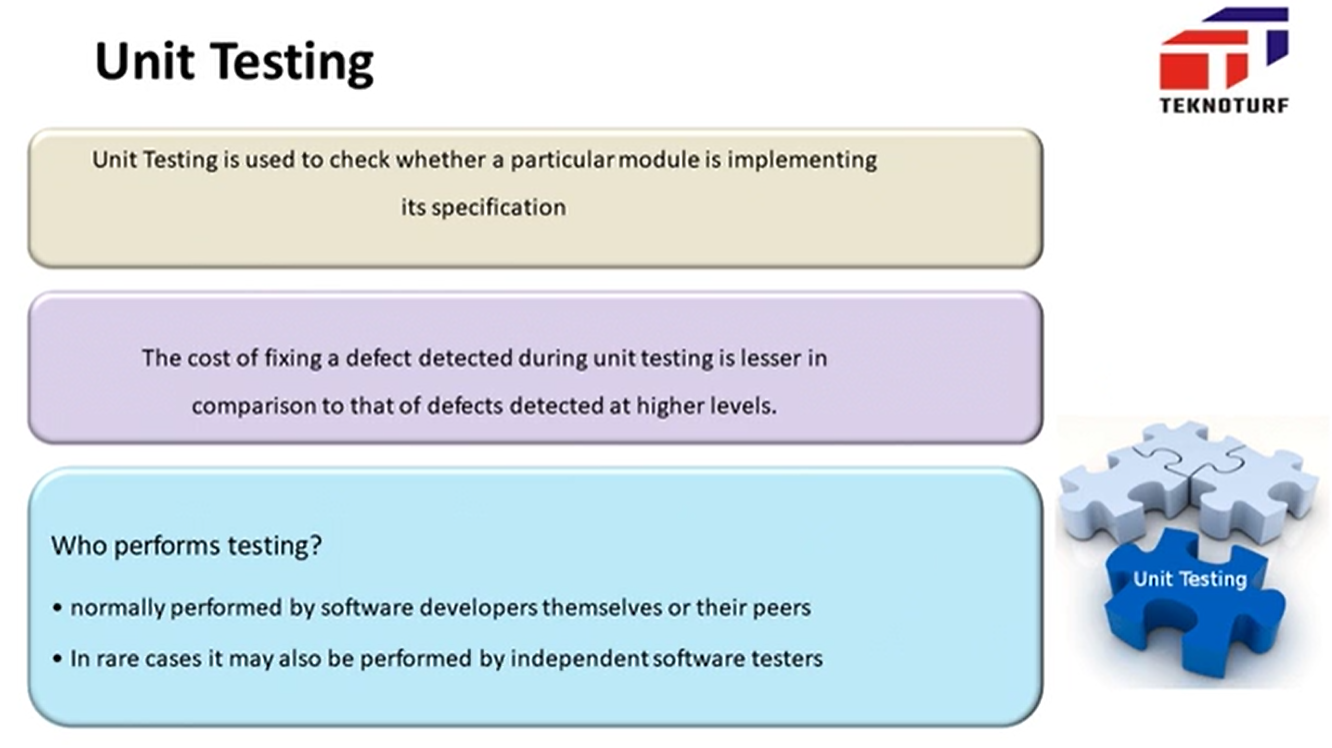 Unit Testing
TEKNOTURF
Unit Testing is used to check whether a particular module is implementing
its specification
The cost of fixing a defect detected during unit testing is lesser in
comparison to that of defects detected at higher levels.
Who performs testing?
• normally performed by software developers themselves or their peers
• In rare cases it may also be performed by independent software testers
Unit Testing